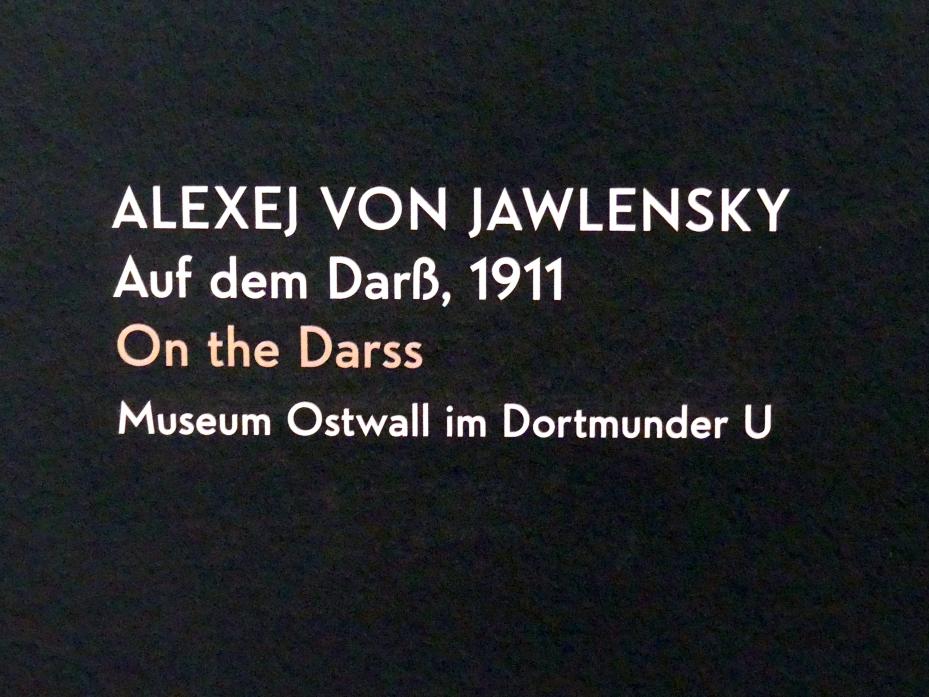 ALEXEJ VON JAWLENSKY
Auf dem Darß, 1911
On the Darss
Museum Ostwall im Dortmunder U